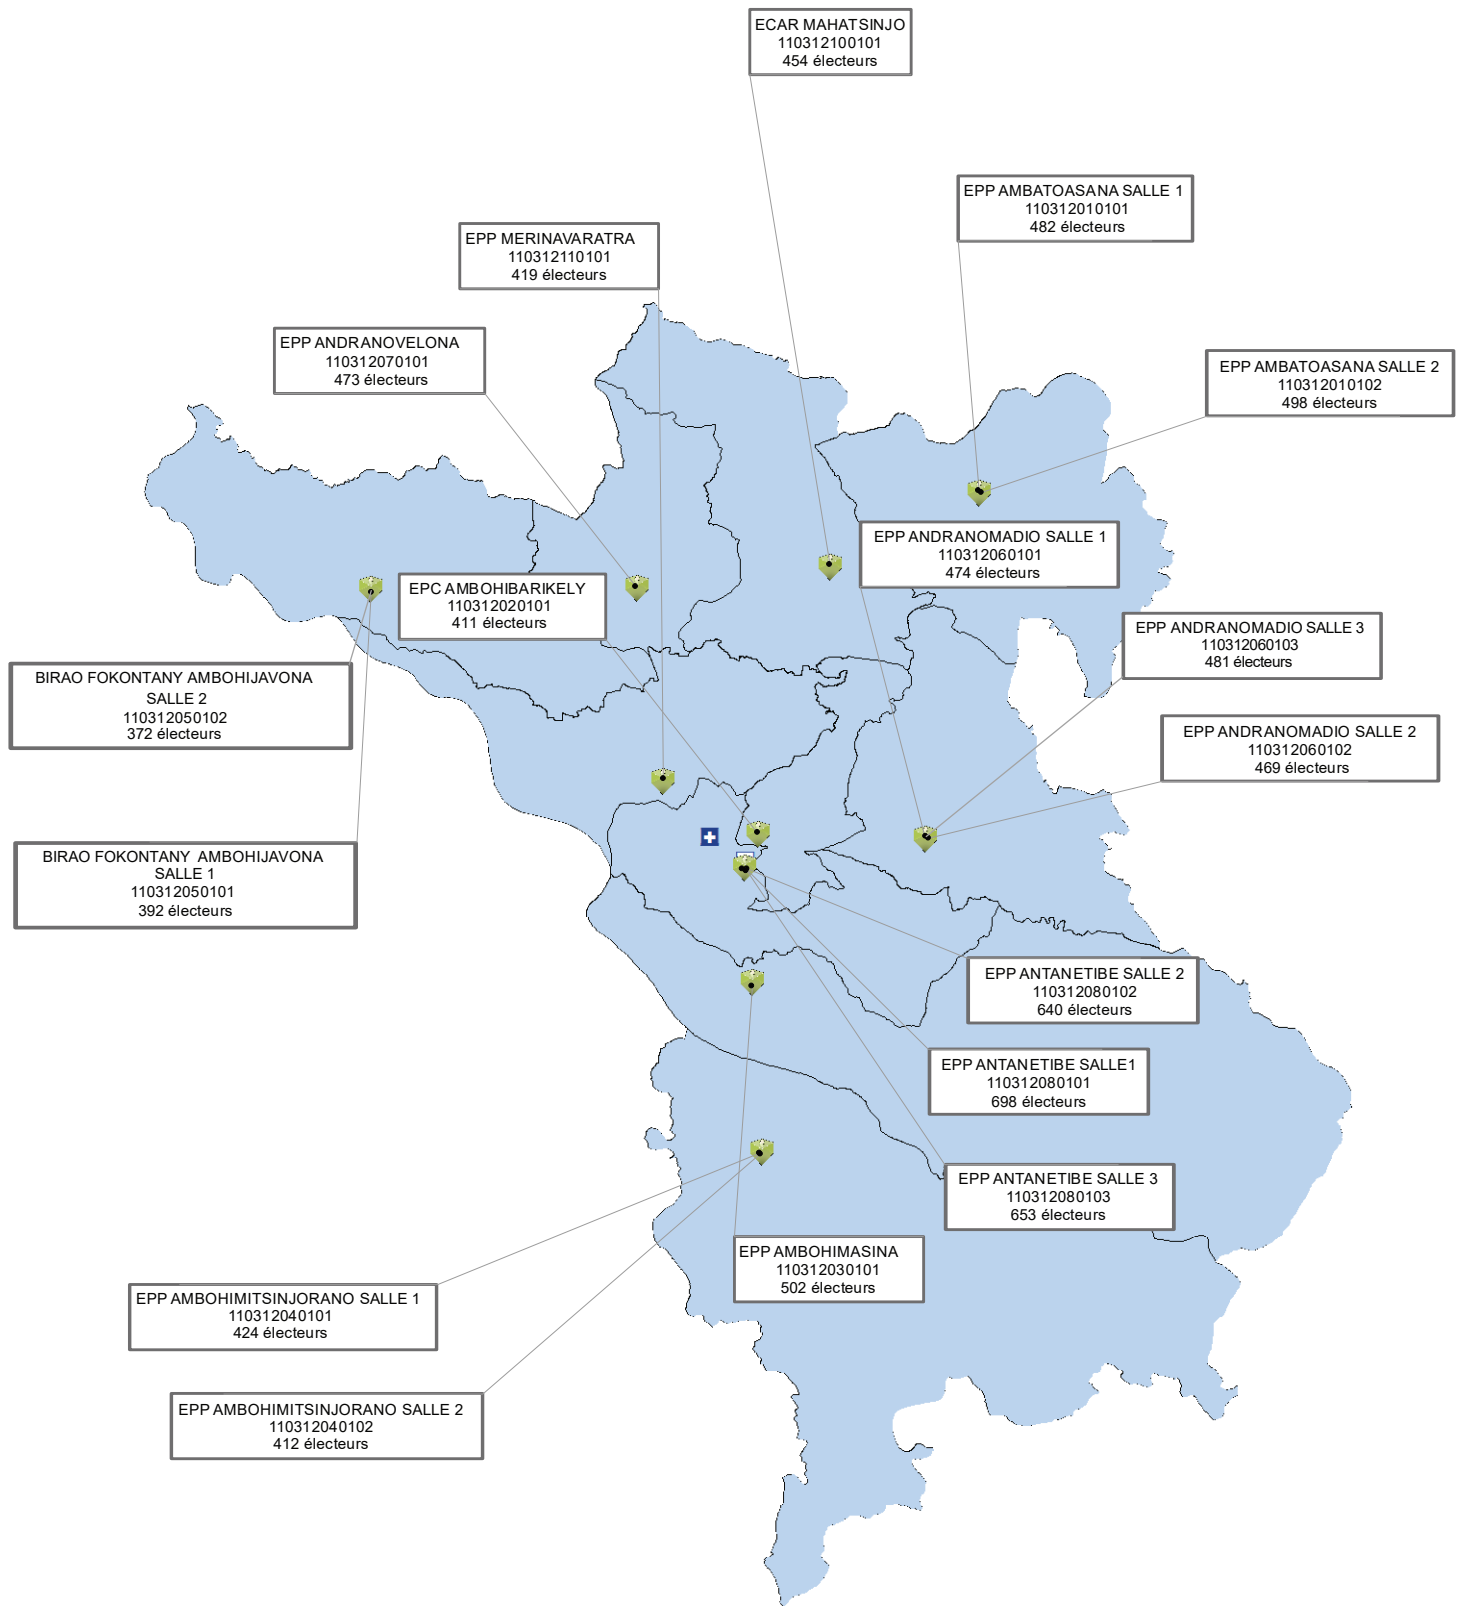 ECAR MAHATSINJO
110312100101
454 électeurs
EPP AMBATOASANA SALLE 1
110312010101
482 électeurs
EPP MERINAVARATRA
110312110101
419 électeurs
EPP ANDRANOVELONA
110312070101
473 électeurs
EPP AMBATOASANA SALLE 2
110312010102
498 électeurs
EPP ANDRANOMADIO SALLE 1
110312060101
474 électeurs
EPC AMBOHIBARIKELY
110312020101
411 électeurs
EPP ANDRANOMADIO SALLE 3
110312060103
481 électeurs
BIRAO FOKONTANY AMBOHIJAVONA
SALLE 2
110312050102
372 électeurs
EPP ANDRANOMADIO SALLE 2
110312060102
469 électeurs
BIRAO FOKONTANY AMBOHIJAVONA
SALLE 1
110312050101
392 électeurs
EPP ANTANETIBE SALLE 2
110312080102
640 électeurs
EPP ANTANETIBE SALLE1
110312080101
698 électeurs
EPP ANTANETIBE SALLE 3
110312080103
653 électeurs
EPP AMBOHIMASINA
110312030101
502 électeurs
EPP AMBOHIMITSINJORANO SALLE 1
110312040101
424 électeurs
EPP AMBOHIMITSINJORANO SALLE 2
110312040102
412 électeurs